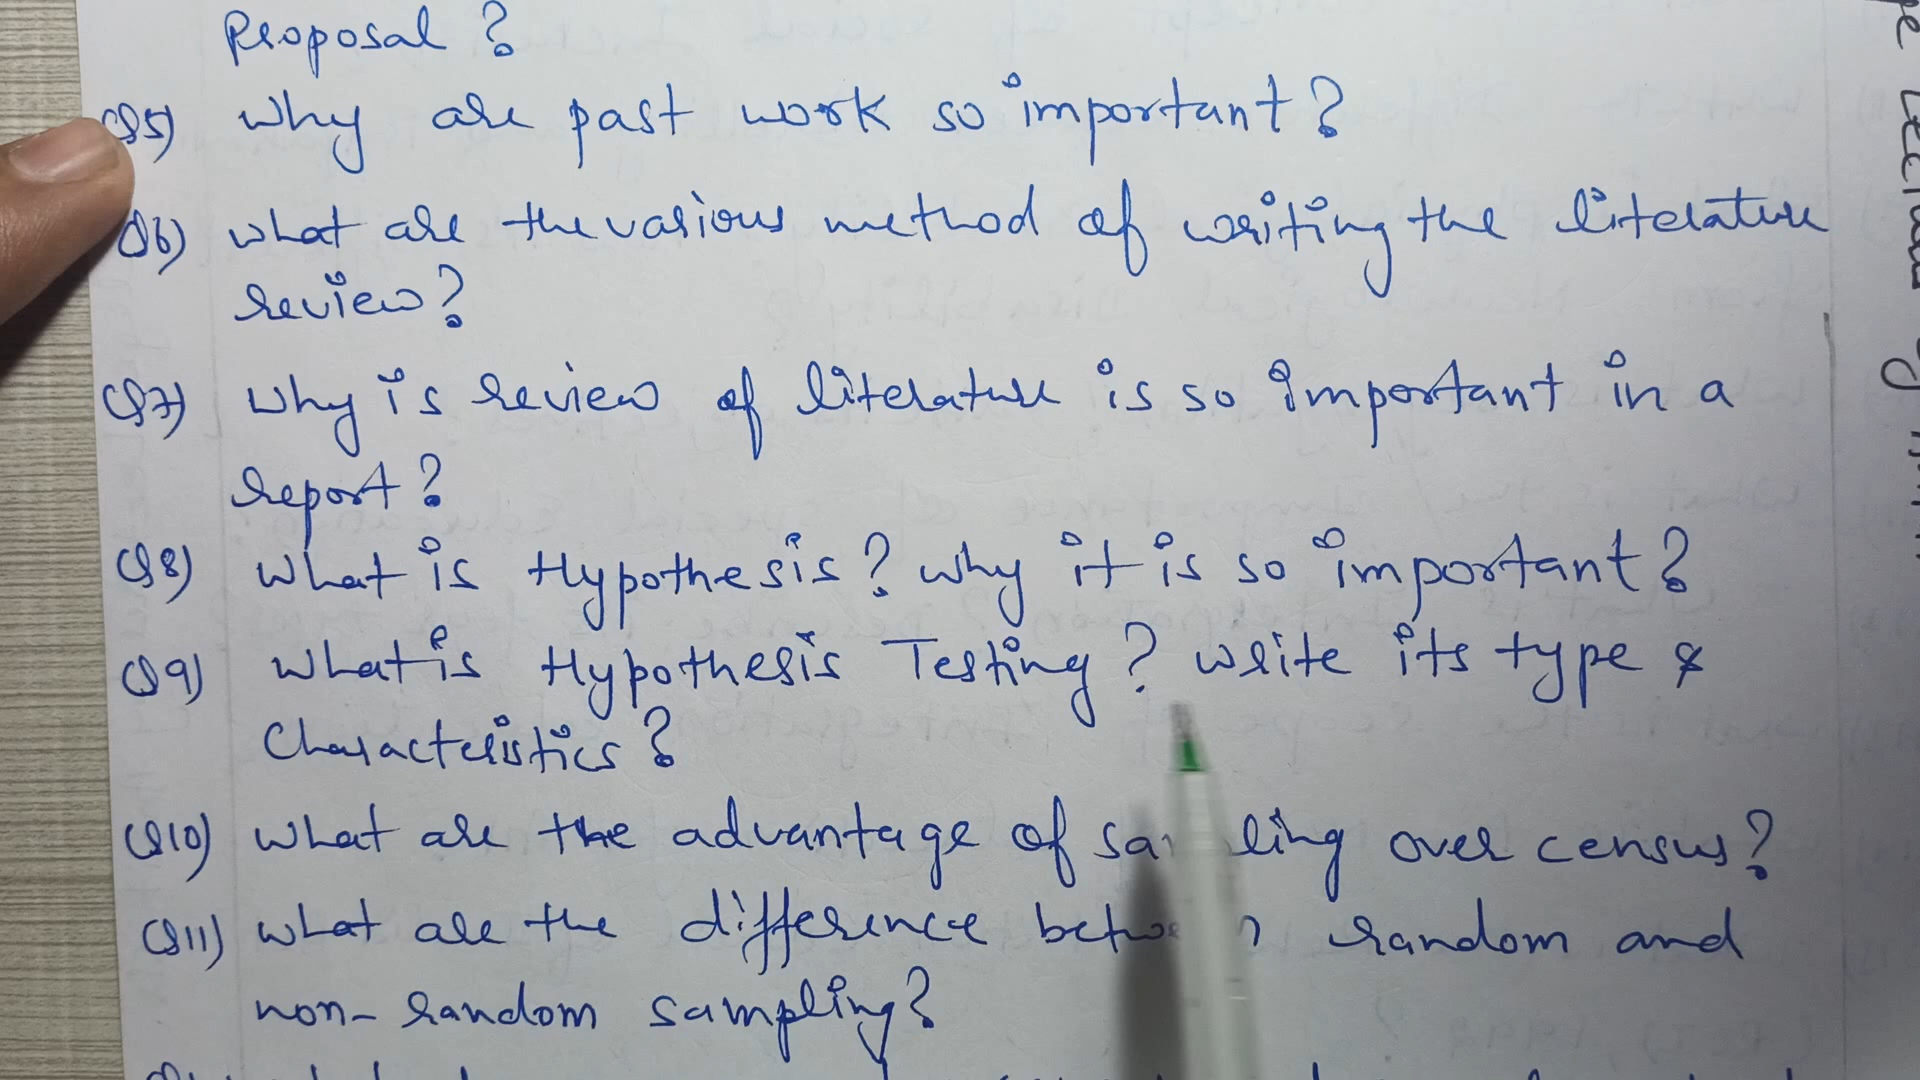 Proposal?
Q5) Why are past work so important?
Q6) what are the various method of writing the literature
review?
Q7) Why is review of literature is so important in a
report?
Q8) What is Hypothesis? why it is so important?
Q9) What is Hypothesis Testing? write its type &
Characteristics?
Q10) What are the advantage of sampling over census?
Q11) What are the difference between random and
non-random sampling?